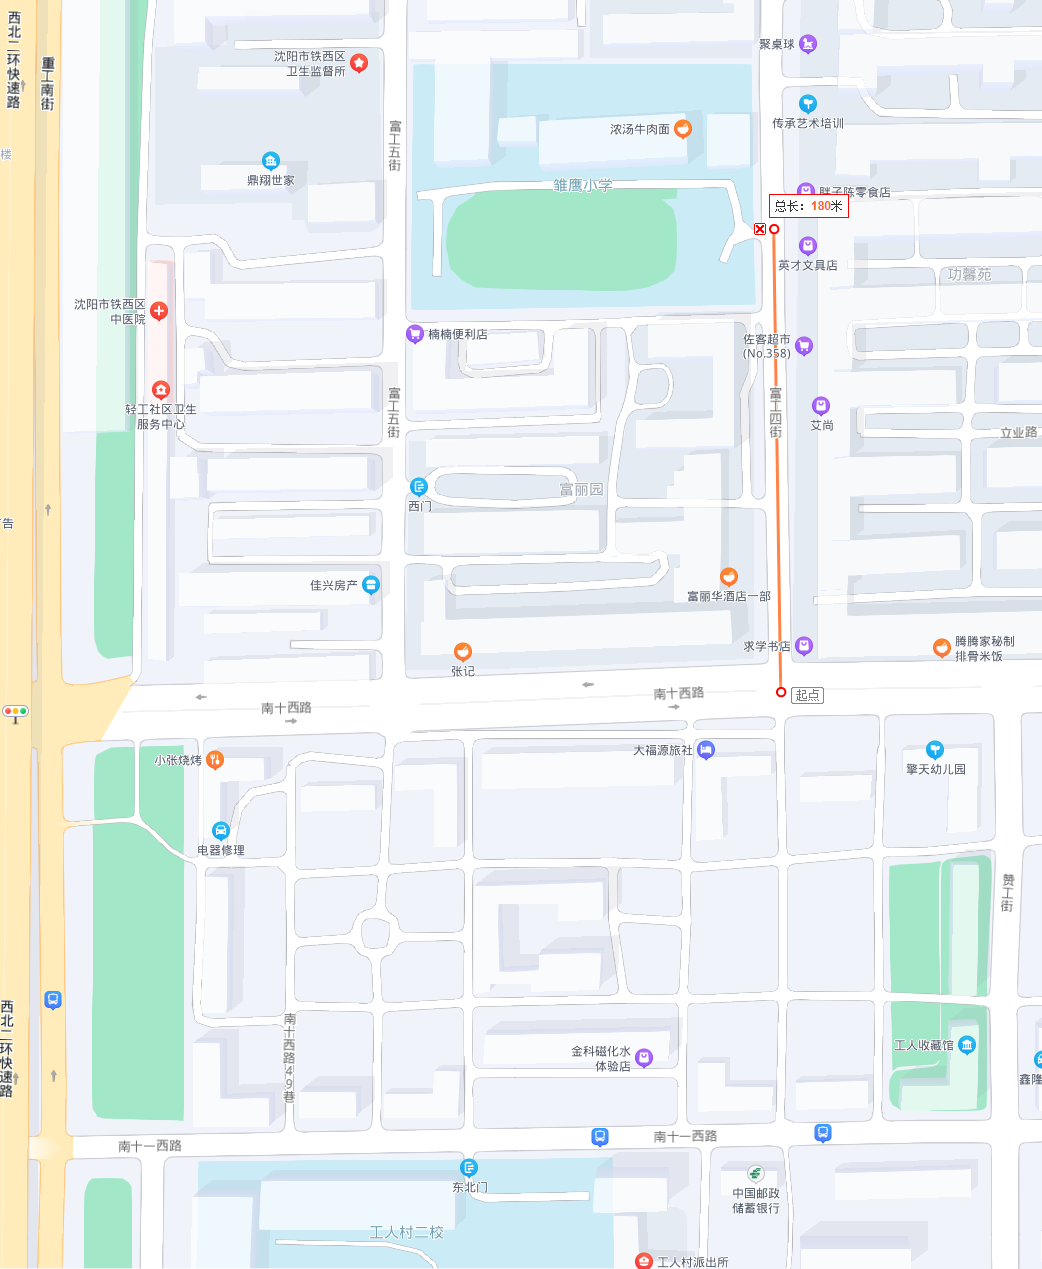 西北二环快速路
重工南街
聚桌球
沈阳市铁西区
卫生监督所
传承艺术培训
浓汤牛肉面
富工五街
楼
鼎翔世家
雏鹰小学
胖子陈零食店
总长：180米
英才文具店
功馨苑
沈阳市铁西区
中医院
楠楠便利店
佐客超市
(No.358)
轻工社区卫生
服务中心
富工五街
富工四街
艾尚
立业路
西门
富丽园
告
佳兴房产
富丽华酒店一部
求学书店
腾腾家秘制
排骨米饭
张记
南十西路
南十西路
起点
小张烧烤
大福源旅社
擎天幼儿园
电器修理
赞工街
西北二环快速路
南十西路49巷
金科磁化水
体验店
工人收藏馆
鑫隆
南十一西路
南十一西路
东北门
中国邮政
储蓄银行
工人村二校
工人村派出所